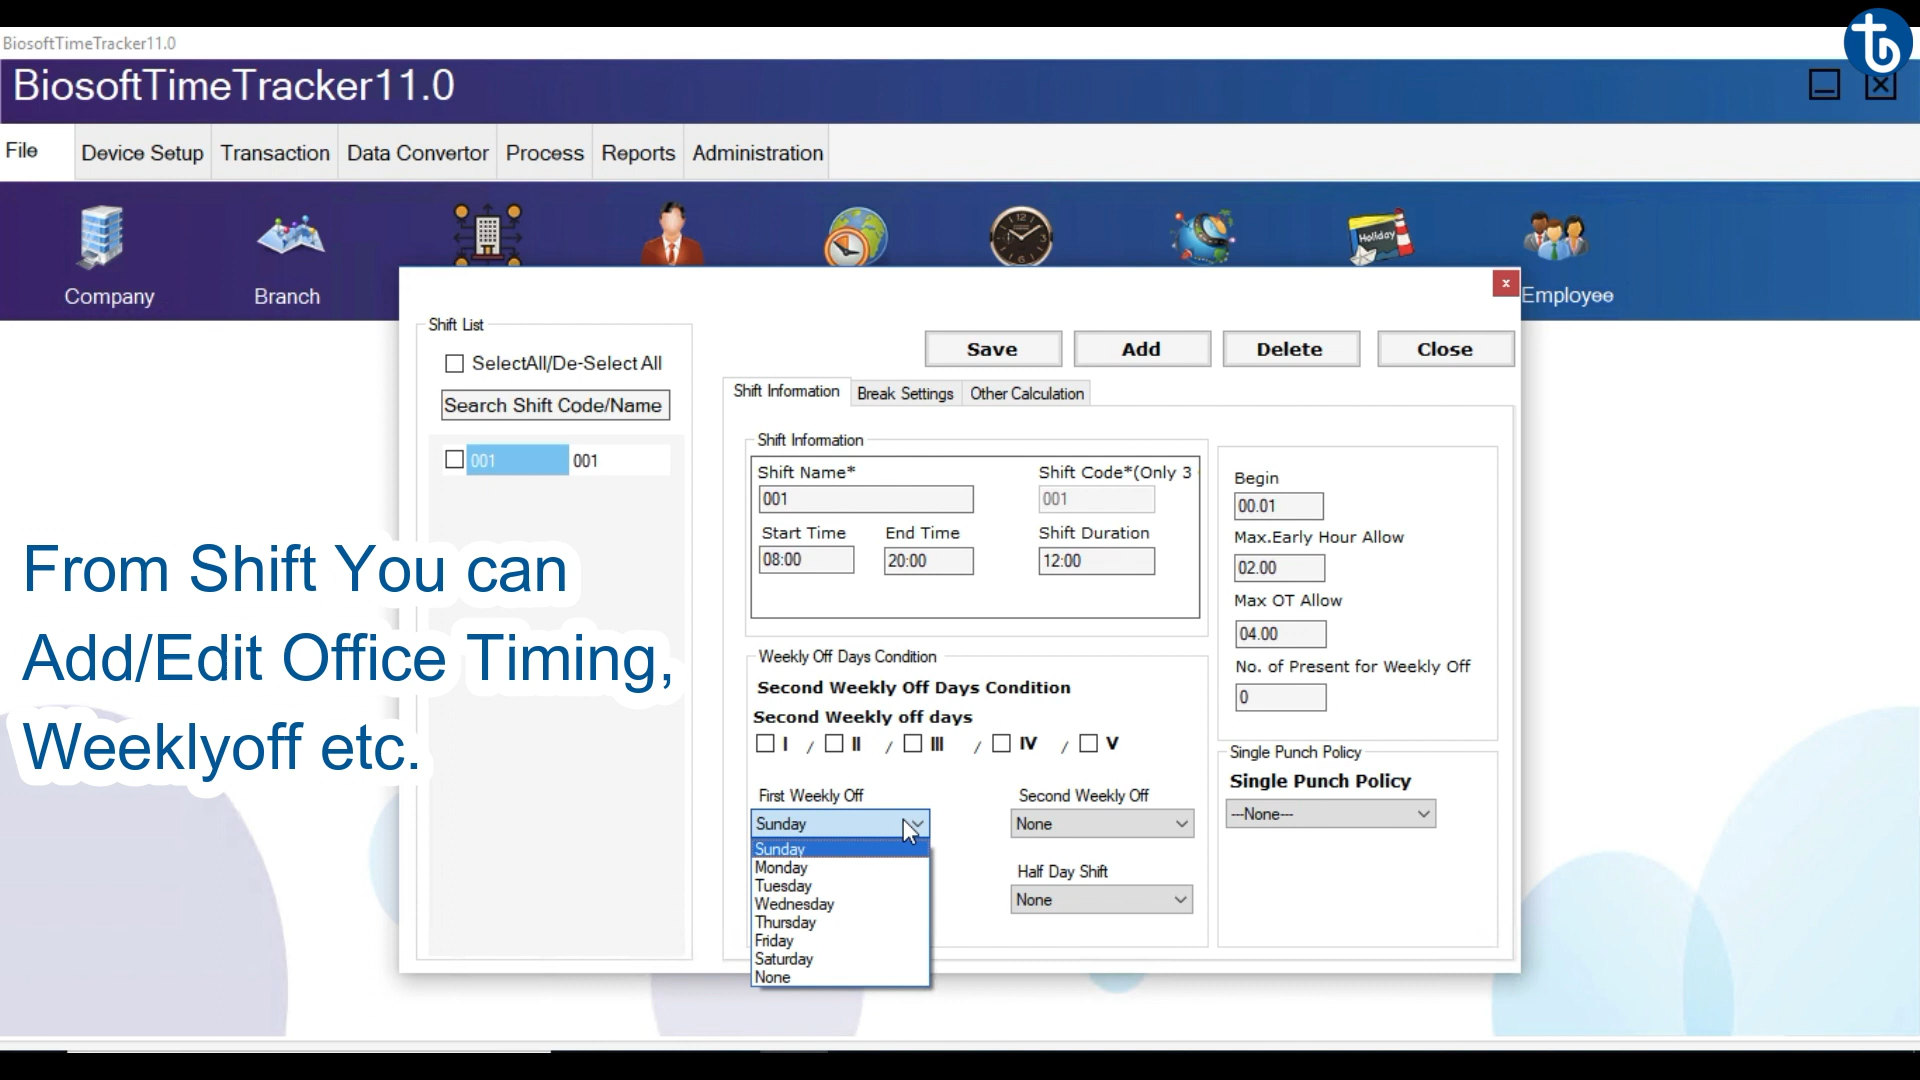 BiosoftTimeTracker11.0
BiosoftTimeTracker11.0
File Device Setup Transaction Data Convertor Process Reports Administration
Company Branch Holiday Employee
x
Shift List
SelectAll/De-Select All
Search Shift Code/Name
001 001
Save Add Delete Close
Shift Information Break Settings Other Calculation
Shift Information
Shift Name* Shift Code*(Only 3
001 001
Start Time End Time Shift Duration
08:00 20:00 12:00
Begin
00.01
Max.Early Hour Allow
02.00
Max OT Allow
04.00
No. of Present for Weekly Off
0
Weekly Off Days Condition
Second Weekly Off Days Condition
Second Weekly off days
I / II / III / IV / V
First Weekly Off Second Weekly Off
Sunday None
Sunday
Monday
Tuesday
Wednesday
Thursday
Friday
Saturday
None
Half Day Shift
None
Single Punch Policy
Single Punch Policy
---None---
From Shift You can
Add/Edit Office Timing,
Weeklyoff etc.